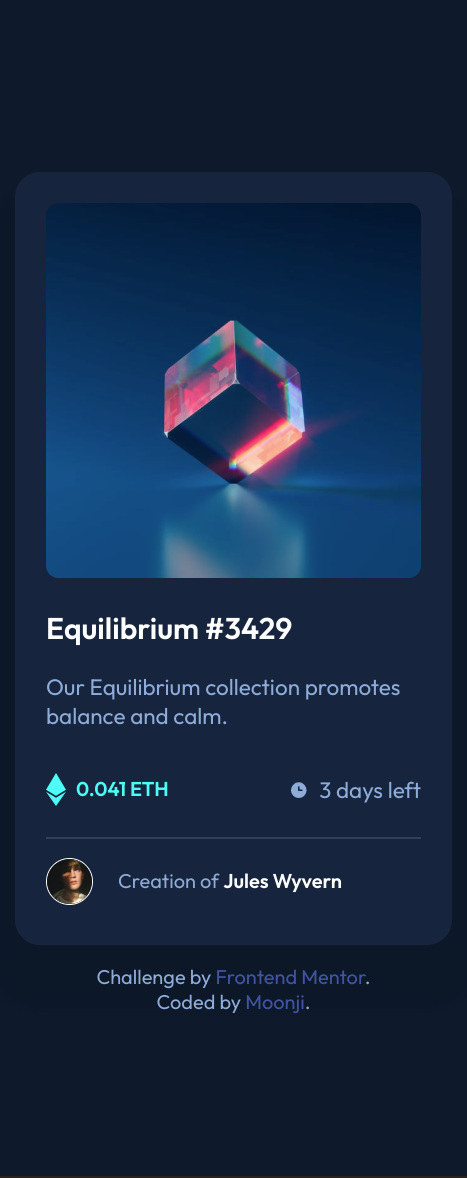 Equilibrium #3429
Our Equilibrium collection promotes
balance and calm.
0.041 ETH
3 days left
Creation of Jules Wyvern
Challenge by Frontend Mentor.
Coded by Moonji.